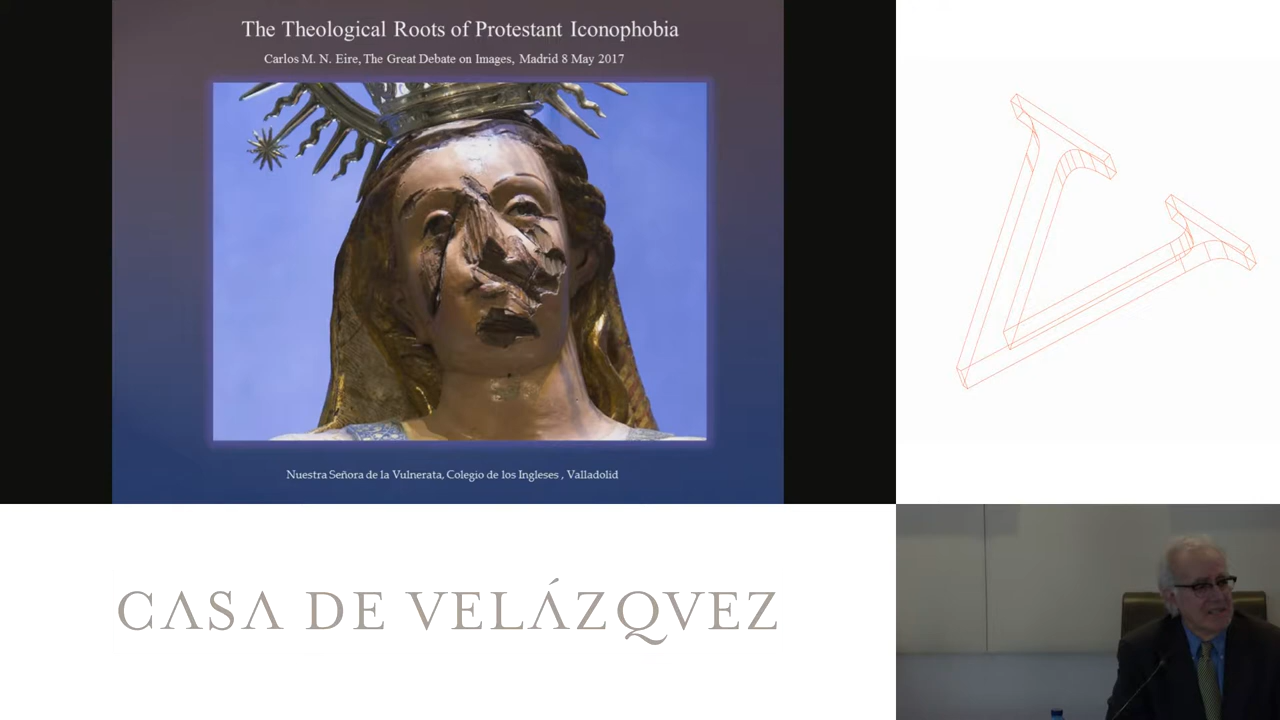 The Theological Roots of Protestant Iconophobia
Carlos M. N. Eire, The Great Debate on Images, Madrid 8 May 2017
Nuestra Señora de la Vulnerata, Colegio de los Ingleses , Valladolid
CASA DE VELÁZQVEZ